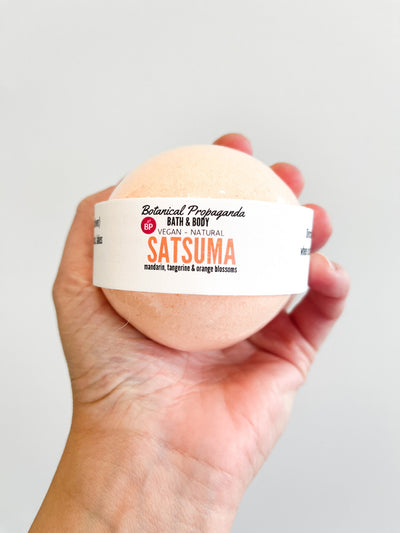 Botanical Propaganda
BATH & BODY
BP
VEGAN - NATURAL
SATSUMA
mandarin, tangerine & orange blossoms